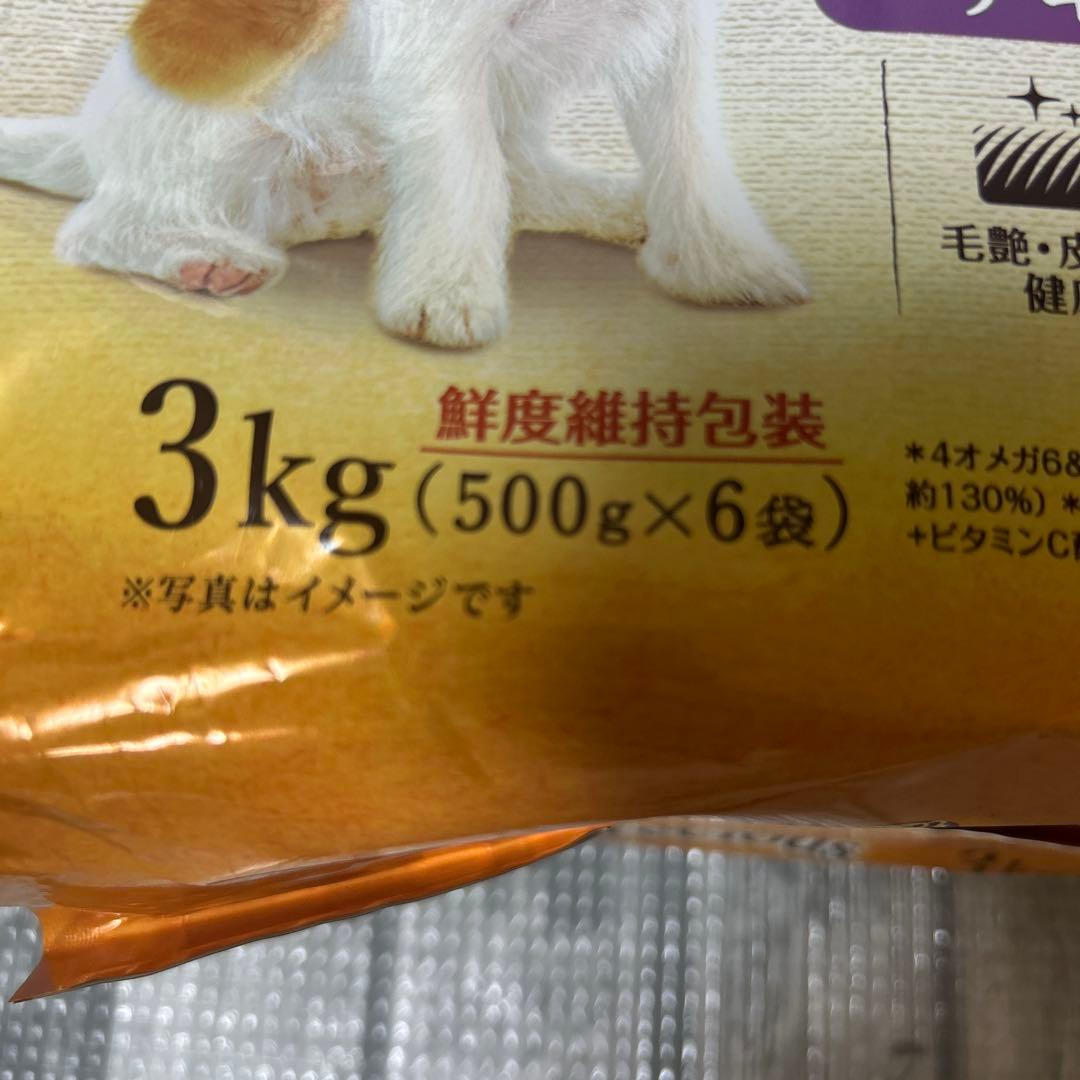 毛艶・皮
健康
鮮度維持包装
3kg(500g×6袋)
※写真はイメージです
*4オメガ6&
約130%) *
+ビタミンC